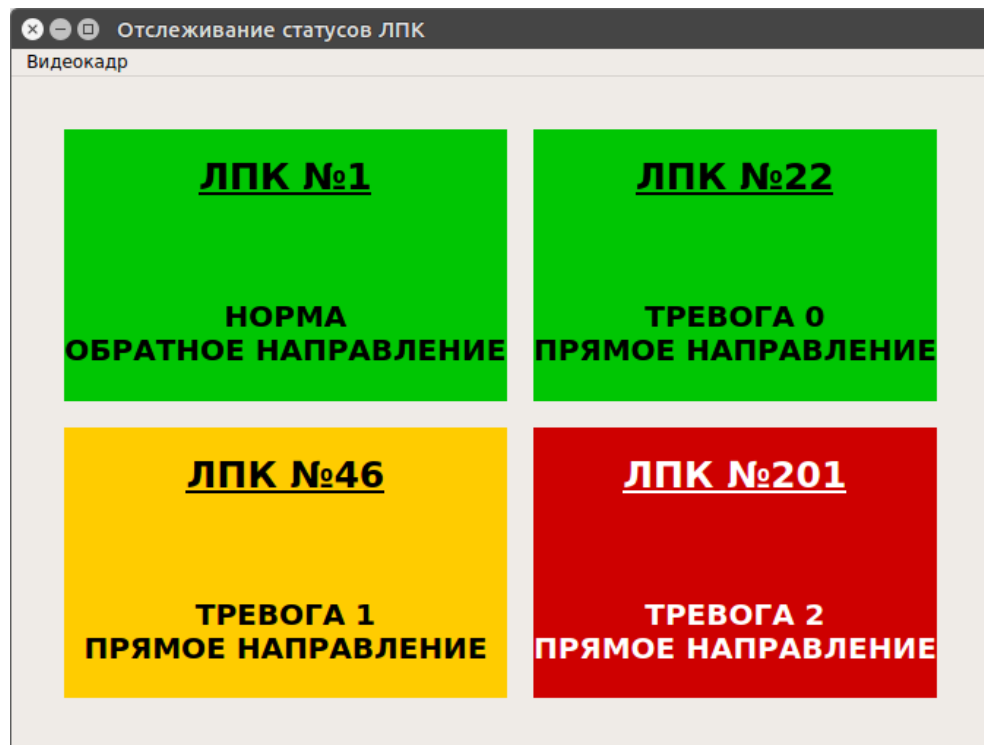 Отслеживание статусов ЛПК
Видеокадр
ЛПК №1
НОРМА
ОБРАТНОЕ НАПРАВЛЕНИЕ
ЛПК №22
ТРЕВОГА 0
ПРЯМОЕ НАПРАВЛЕНИЕ
ЛПК №46
ТРЕВОГА 1
ПРЯМОЕ НАПРАВЛЕНИЕ
ЛПК №201
ТРЕВОГА 2
ПРЯМОЕ НАПРАВЛЕНИЕ